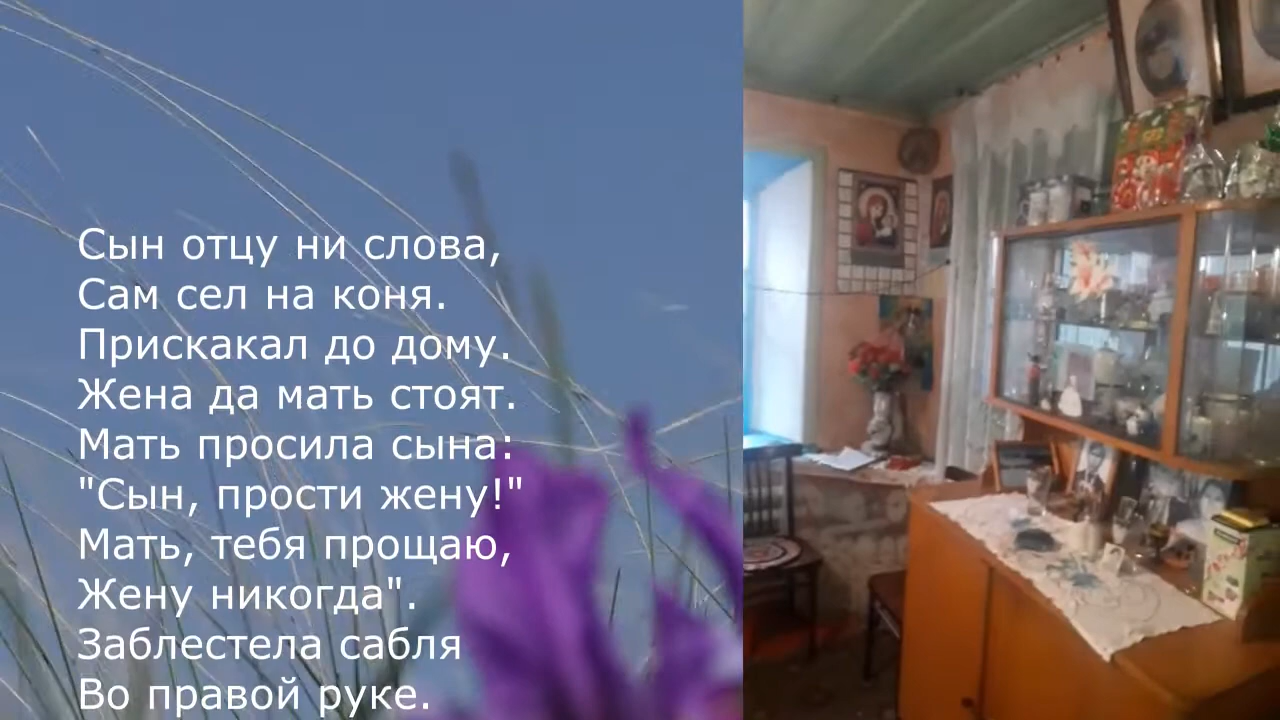 Сын отцу ни слова,
Сам сел на коня.
Прискакал до дому.
Жена да мать стоят.
Мать просила сына:
"Сын, прости жену!"
Мать, тебя прощаю,
Жену никогда".
Заблестела сабля
Во правой руке.